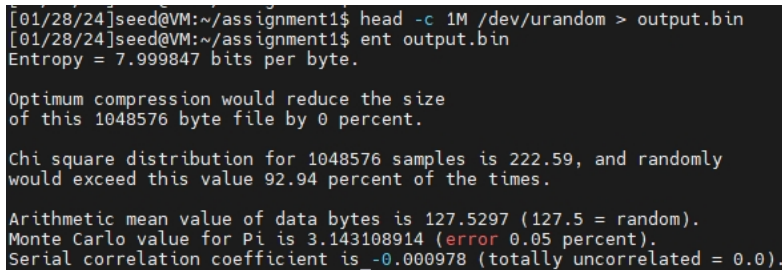 [01/28/24]seed@VM:~/assignment1$ head -c 1M /dev/urandom > output.bin
[01/28/24]seed@VM:~/assignment1$ ent output.bin
Entropy = 7.999847 bits per byte.
Optimum compression would reduce the size
of this 1048576 byte file by 0 percent.
Chi square distribution for 1048576 samples is 222.59, and randomly
would exceed this value 92.94 percent of the times.
Arithmetic mean value of data bytes is 127.5297 (127.5 = random).
Monte Carlo value for Pi is 3.143108914 (error 0.05 percent).
Serial correlation coefficient is -0.000978 (totally uncorrelated = 0.0).